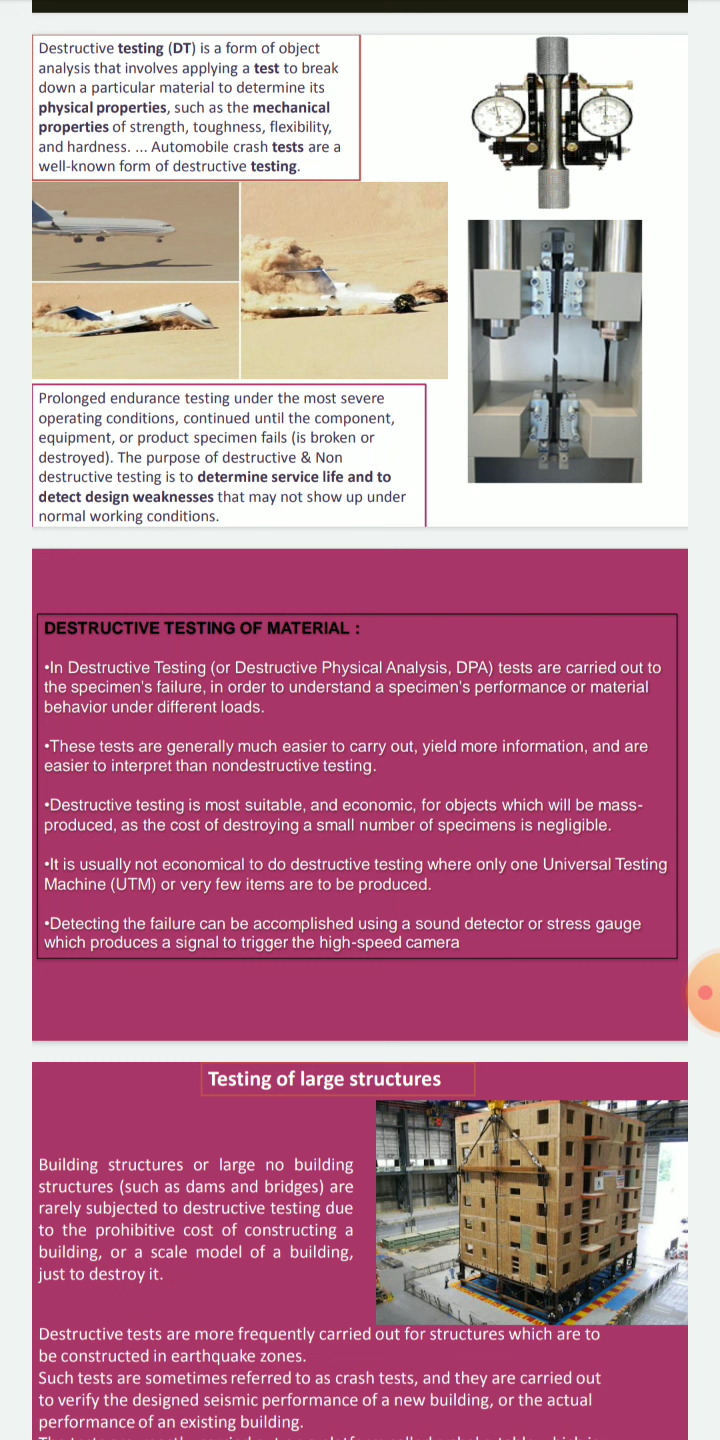 Destructive testing (DT) is a form of object
analysis that involves applying a test to break
down a particular material to determine its
physical properties, such as the mechanical
properties of strength, toughness, flexibility,
and hardness. ... Automobile crash tests are a
well-known form of destructive testing.
Prolonged endurance testing under the most severe
operating conditions, continued until the component,
equipment, or product specimen fails (is broken or
destroyed). The purpose of destructive & Non
destructive testing is to determine service life and to
detect design weaknesses that may not show up under
normal working conditions.
DESTRUCTIVE TESTING OF MATERIAL :
•In Destructive Testing (or Destructive Physical Analysis, DPA) tests are carried out to
the specimen's failure, in order to understand a specimen's performance or material
behavior under different loads.
•These tests are generally much easier to carry out, yield more information, and are
easier to interpret than nondestructive testing.
•Destructive testing is most suitable, and economic, for objects which will be mass-
produced, as the cost of destroying a small number of specimens is negligible.
•It is usually not economical to do destructive testing where only one Universal Testing
Machine (UTM) or very few items are to be produced.
•Detecting the failure can be accomplished using a sound detector or stress gauge
which produces a signal to trigger the high-speed camera
Testing of large structures
Building structures or large no building
structures (such as dams and bridges) are
rarely subjected to destructive testing due
to the prohibitive cost of constructing a
building, or a scale model of a building,
just to destroy it.
Destructive tests are more frequently carried out for structures which are to
be constructed in earthquake zones.
Such tests are sometimes referred to as crash tests, and they are carried out
to verify the designed seismic performance of a new building, or the actual
performance of an existing building.